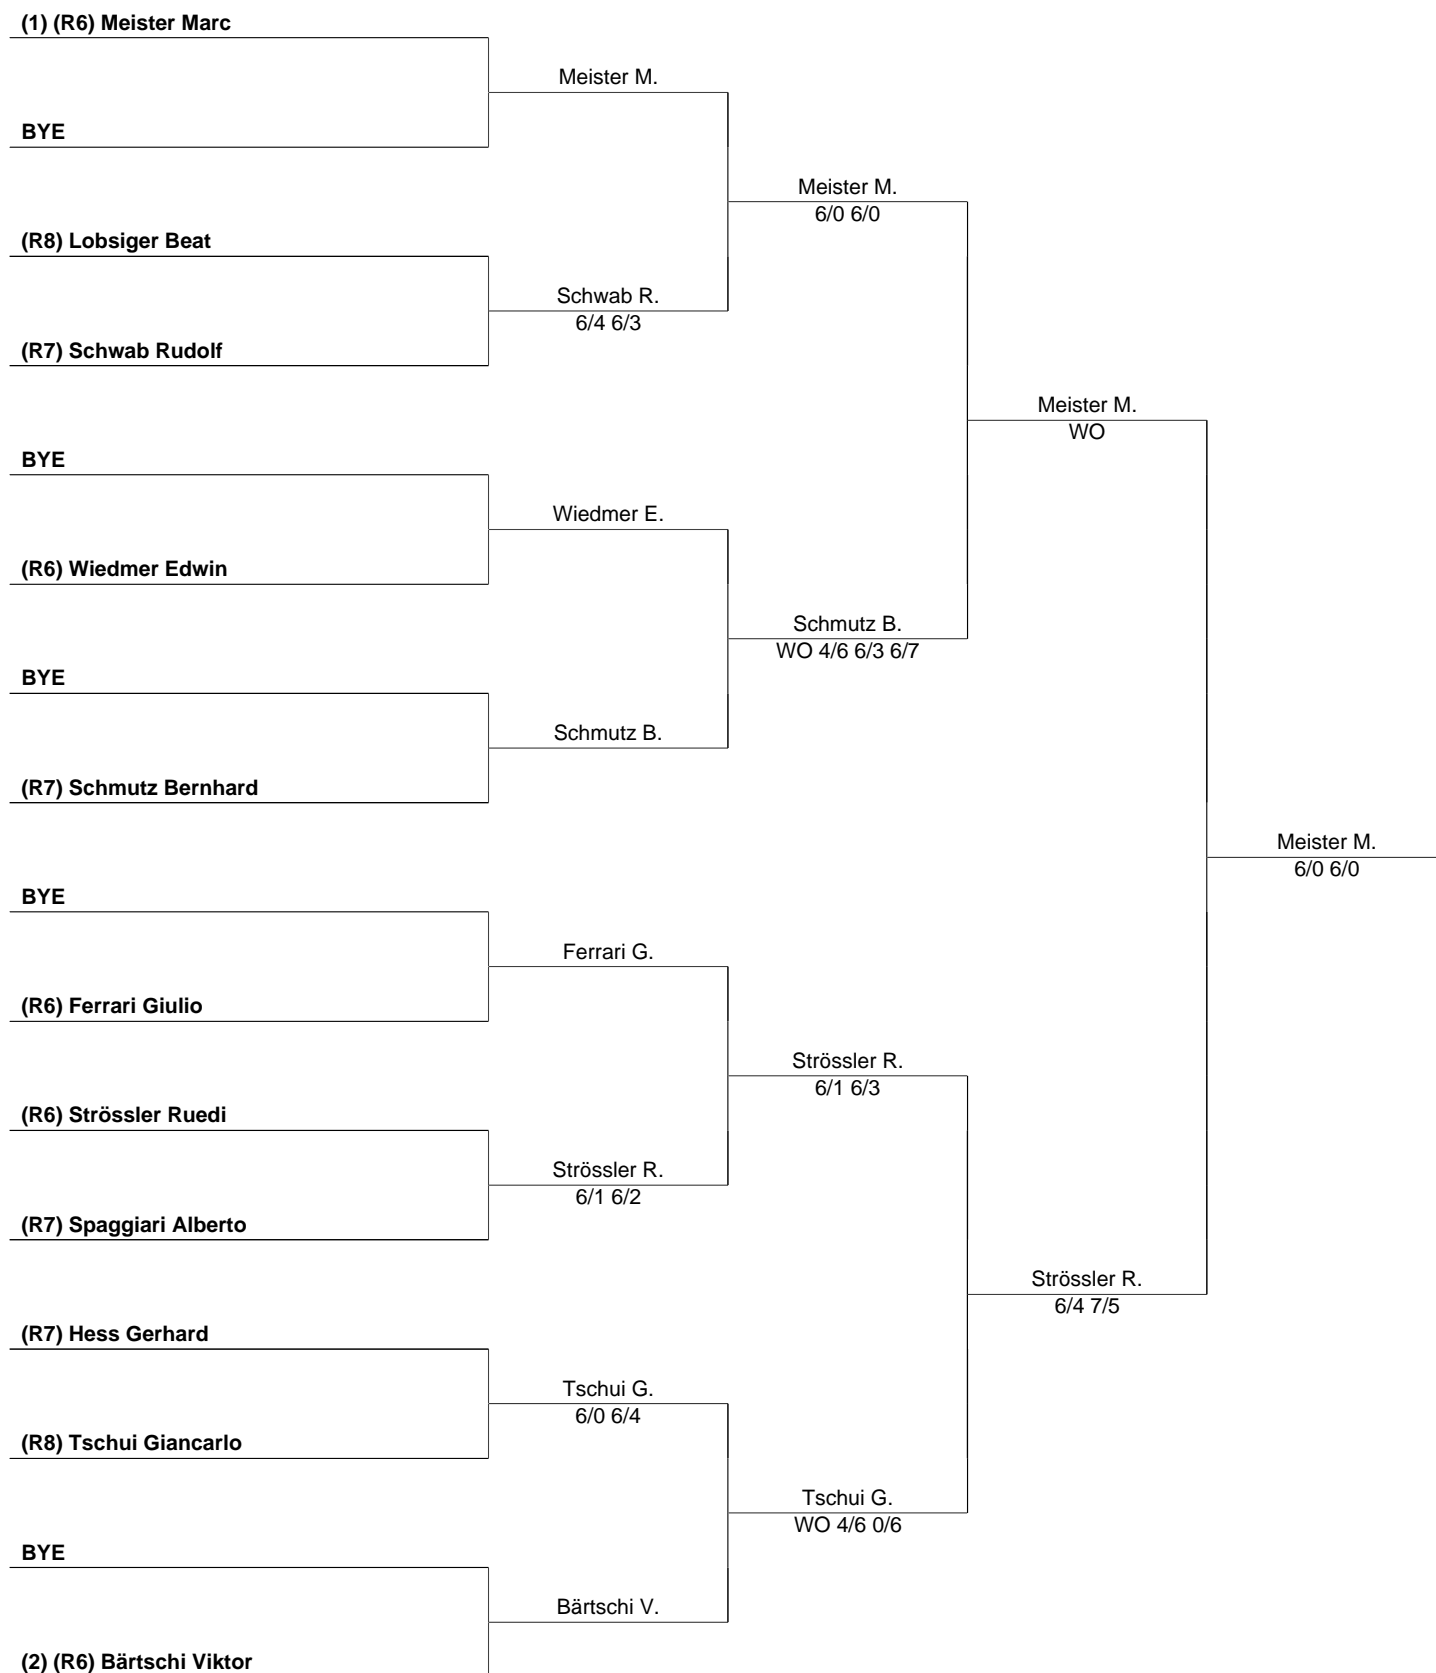 (1) (R6) Meister Marc
Meister M.
BYE
Meister M.
6/0 6/0
(R8) Lobsiger Beat
Schwab R.
6/4 6/3
(R7) Schwab Rudolf
Meister M.
WO
BYE
Wiedmer E.
(R6) Wiedmer Edwin
Schmutz B.
WO 4/6 6/3 6/7
BYE
Schmutz B.
(R7) Schmutz Bernhard
Meister M.
6/0 6/0
BYE
Ferrari G.
(R6) Ferrari Giulio
Strössler R.
6/1 6/3
(R6) Strössler Ruedi
Strössler R.
6/1 6/2
(R7) Spaggiari Alberto
Strössler R.
6/4 7/5
(R7) Hess Gerhard
Tschui G.
6/0 6/4
(R8) Tschui Giancarlo
Tschui G.
WO 4/6 0/6
BYE
Bärtschi V.
(2) (R6) Bärtschi Viktor